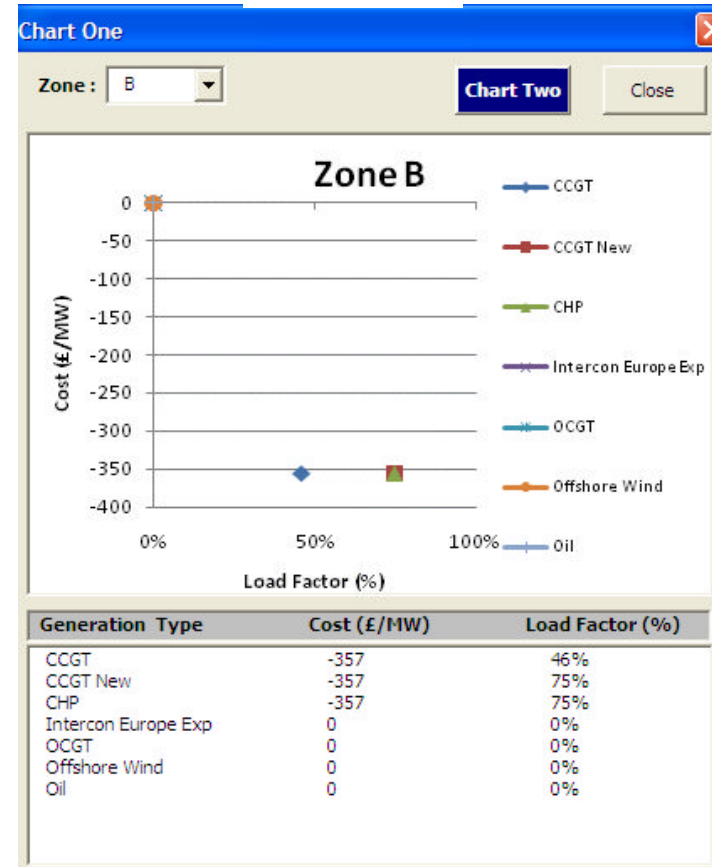 Chart One
Zone : B
Chart Two
Close
Zone B
0
-50
-100
-150
-200
-250
-300
-350
-400
Cost (£/MW)
0% 50% 100%
Load Factor (%)
CCGT
CCGT New
CHP
Intercon Europe Exp
OCGT
Offshore Wind
Oil
Generation Type Cost (£/MW) Load Factor (%)
CCGT -357 46%
CCGT New -357 75%
CHP -357 75%
Intercon Europe Exp 0 0%
OCGT 0 0%
Offshore Wind 0 0%
Oil 0 0%